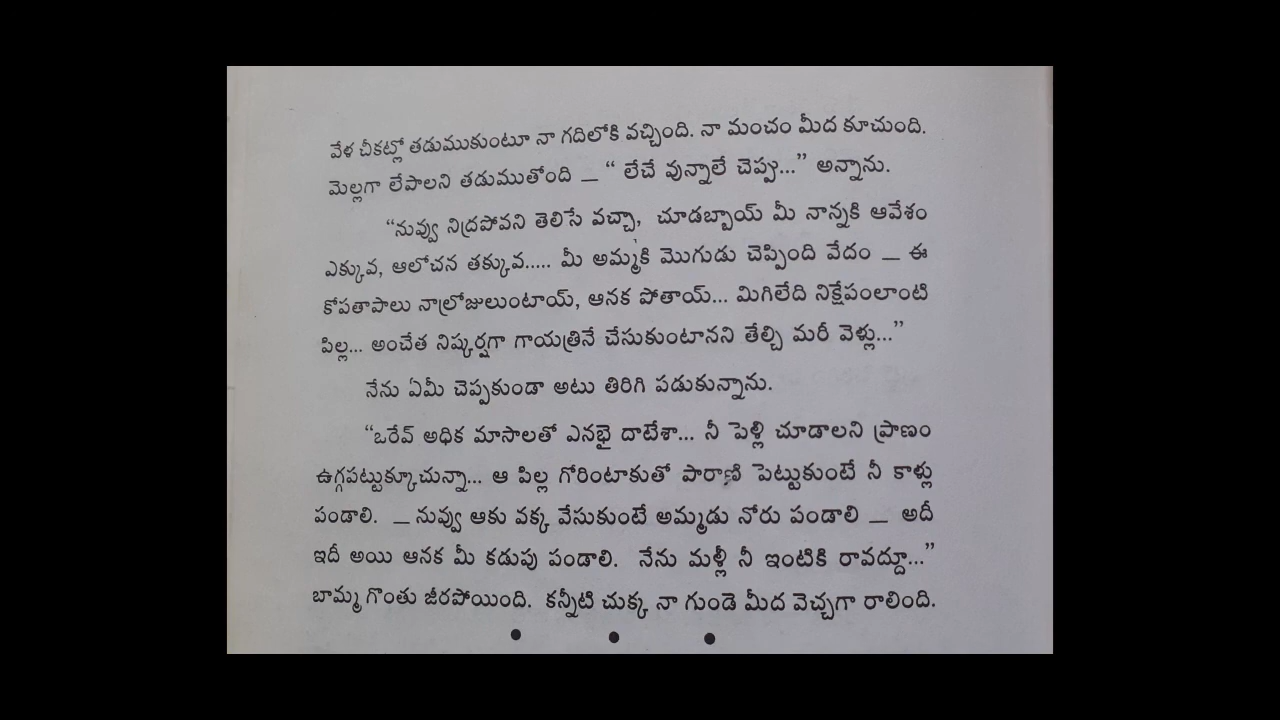 వేళ చీకట్లో తడుముకుంటూ నా గదిలోకి వచ్చింది. నా మంచం మీద కూచుంది.
మెల్లగా లేపాలని తడుముతోంది — “ లేచే వున్నాలే చెప్పు...” అన్నాను.
“నువ్వు నిద్రపోవని తెలిసే వచ్చా, చూడబ్బాయ్ మీ నాన్నకి ఆవేశం
ఎక్కువ, ఆలోచన తక్కువ..... మీ అమ్మకి మొగుడు చెప్పింది వేదం — ఈ
కోపతాపాలు నాల్రోజులుంటాయ్, ఆనక పోతాయ్... మిగిలేది నిక్షేపంలాంటి
పిల్ల... అంచేత నిష్కర్షగా గాయత్రినే చేసుకుంటానని తేల్చి మరీ వెళ్లు...”
నేను ఏమీ చెప్పకుండా అటు తిరిగి పడుకున్నాను.
“ఒరేవ్ అధిక మాసాలతో ఎనభై దాటేశా... నీ పెళ్లి చూడాలని ప్రాణం
ఉగ్గపట్టుక్కూచున్నా... ఆ పిల్ల గోరింటాకుతో పారాణి పెట్టుకుంటే నీ కాళ్లు
పండాలి. — నువ్వు ఆకు వక్క వేసుకుంటే అమ్మడు నోరు పండాలి — అదీ
ఇదీ అయి ఆనక మీ కడుపు పండాలి. నేను మళ్లీ నీ ఇంటికి రావద్దూ...”
బామ్మ గొంతు జీరపోయింది. కన్నీటి చుక్క నా గుండె మీద వెచ్చగా రాలింది.